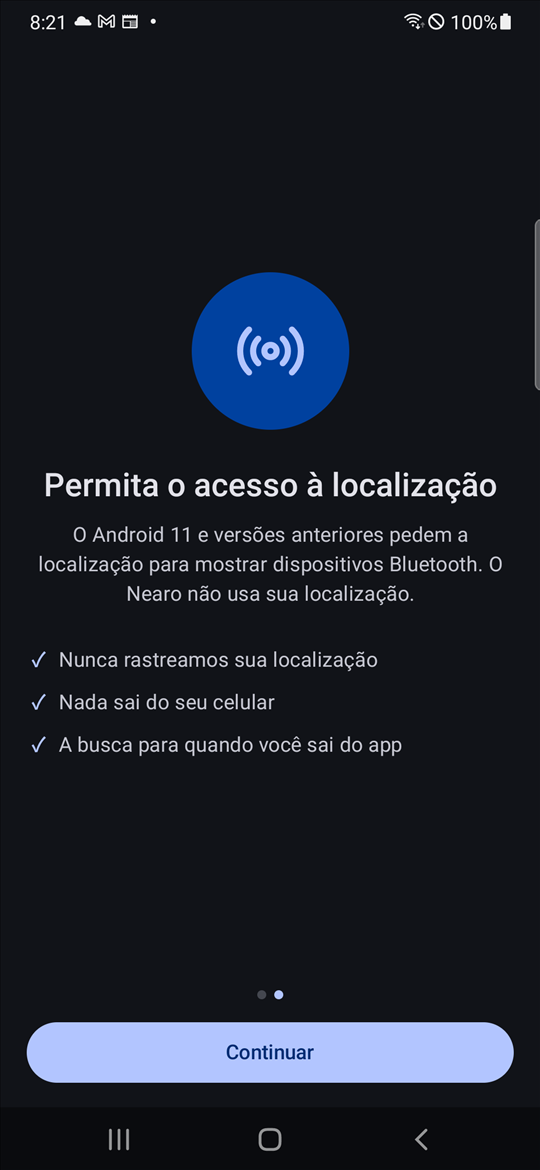 8:21
100%
Permita o acesso à localização
O Android 11 e versões anteriores pedem a
localização para mostrar dispositivos Bluetooth. O
Nearo não usa sua localização.
✓ Nunca rastreamos sua localização
✓ Nada sai do seu celular
✓ A busca para quando você sai do app
Continuar